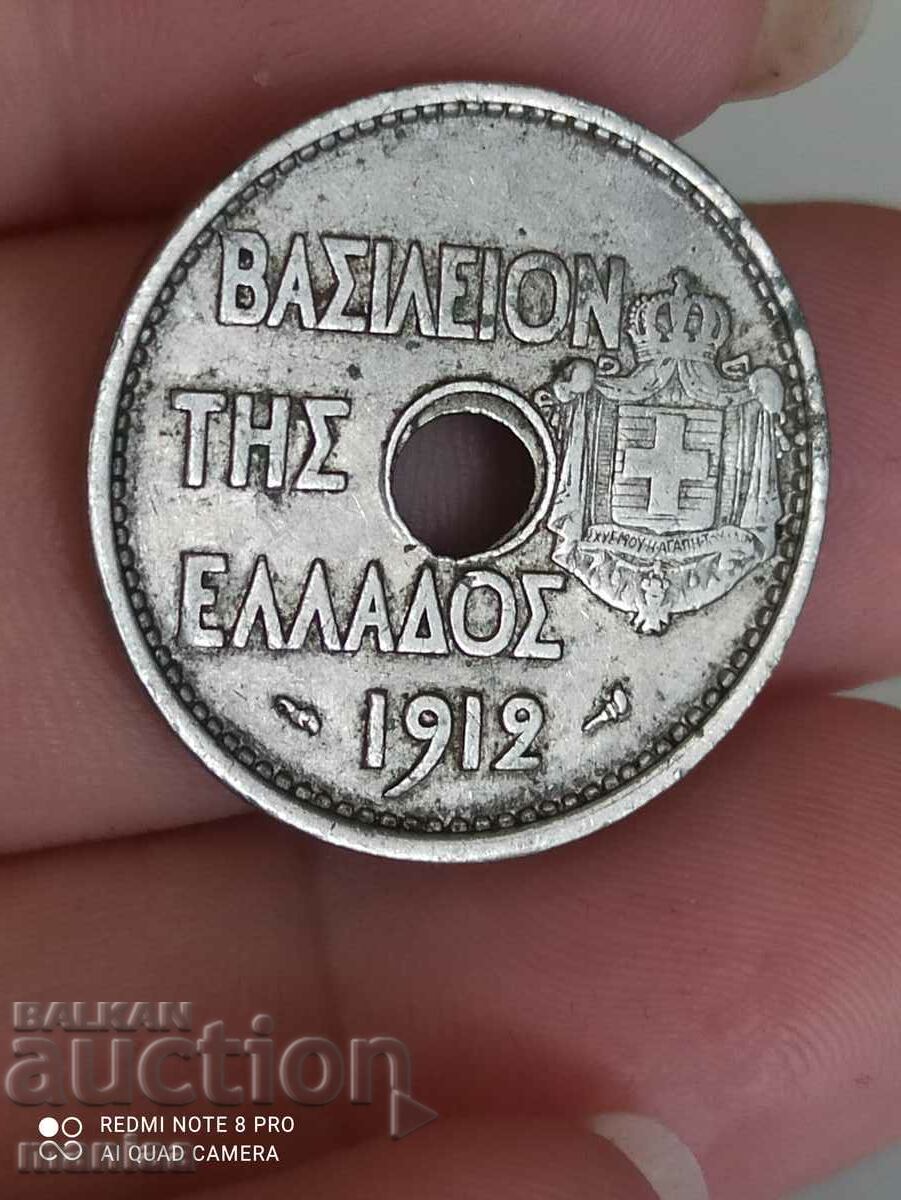 ΒΑΣΙΛΕΙΟΝ
ΤΗΣ
ΕΛΛΑΔΟΣ
1912
BALKAN
auction
REDMI NOTE 8 PRO
AI QUAD CAMERA